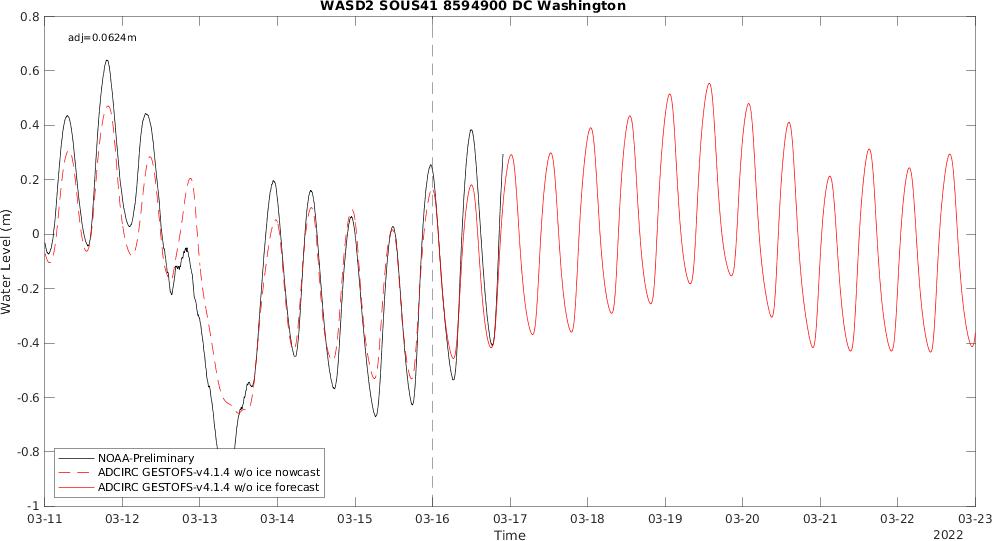 WASD2 SOUS41 8594900 DC Washington
adj=0.0624m
0.8
0.6
0.4
0.2
0
-0.2
-0.4
-0.6
-0.8
-1
Water Level (m)
NOAA-Preliminary
ADCIRC GESTOFS-v4.1.4 w/o ice nowcast
ADCIRC GESTOFS-v4.1.4 w/o ice forecast
03-11 03-12 03-13 03-14 03-15 03-16 03-17 03-18 03-19 03-20 03-21 03-22 03-23
Time
2022